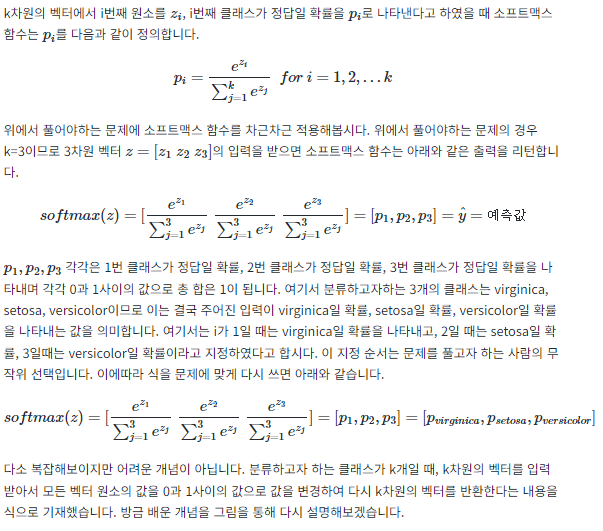 k차원의 벡터에서 i번째 원소를 z_i, i번째 클래스가 정답일 확률을 p_i로 나타낸다고 하였을 때 소프트맥스
함수는 p_i를 다음과 같이 정의합니다.
p_i = \frac{e^{z_i}}{\sum_{j=1}^{k} e^{z_j}} for i = 1, 2, ... k
위에서 풀어야하는 문제에 소프트맥스 함수를 차근차근 적용해봅시다. 위에서 풀어야하는 문제의 경우
k=3이므로 3차원 벡터 z = [z_1 z_2 z_3]의 입력을 받으면 소프트맥스 함수는 아래와 같은 출력을 리턴합니
다.
softmax(z) = [\frac{e^{z_1}}{\sum_{j=1}^{3} e^{z_j}} \frac{e^{z_2}}{\sum_{j=1}^{3} e^{z_j}} \frac{e^{z_3}}{\sum_{j=1}^{3} e^{z_j}}] = [p_1, p_2, p_3] = \hat{y} = 예측값
p_1, p_2, p_3 각각은 1번 클래스가 정답일 확률, 2번 클래스가 정답일 확률, 3번 클래스가 정답일 확률을 나
타내며 각각 0과 1사이의 값으로 총 합은 1이 됩니다. 여기서 분류하고자하는 3개의 클래스는 virginica,
setosa, versicolor이므로 이는 결국 주어진 입력이 virginica일 확률, setosa일 확률, versicolor일 확률
을 나타내는 값을 의미합니다. 여기서는 i가 1일 때는 virginica일 확률을 나타내고, 2일 때는 setosa일 확
률, 3일때는 versicolor일 확률이라고 지정하였다고 합시다. 이 지정 순서는 문제를 풀고자 하는 사람의 무
작위 선택입니다. 이에따라 식을 문제에 맞게 다시 쓰면 아래와 같습니다.
softmax(z) = [\frac{e^{z_1}}{\sum_{j=1}^{3} e^{z_j}} \frac{e^{z_2}}{\sum_{j=1}^{3} e^{z_j}} \frac{e^{z_3}}{\sum_{j=1}^{3} e^{z_j}}] = [p_1, p_2, p_3] = [p_{virginica}, p_{setosa}, p_{versicolor}]
다소 복잡해보이지만 어려운 개념이 아닙니다. 분류하고자 하는 클래스가 k개일 때, k차원의 벡터를 입력
받아서 모든 벡터 원소의 값을 0과 1사이의 값으로 값을 변경하여 다시 k차원의 벡터를 반환한다는 내용을
식으로 기재했습니다. 방금 배운 개념을 그림을 통해 다시 설명해보겠습니다.